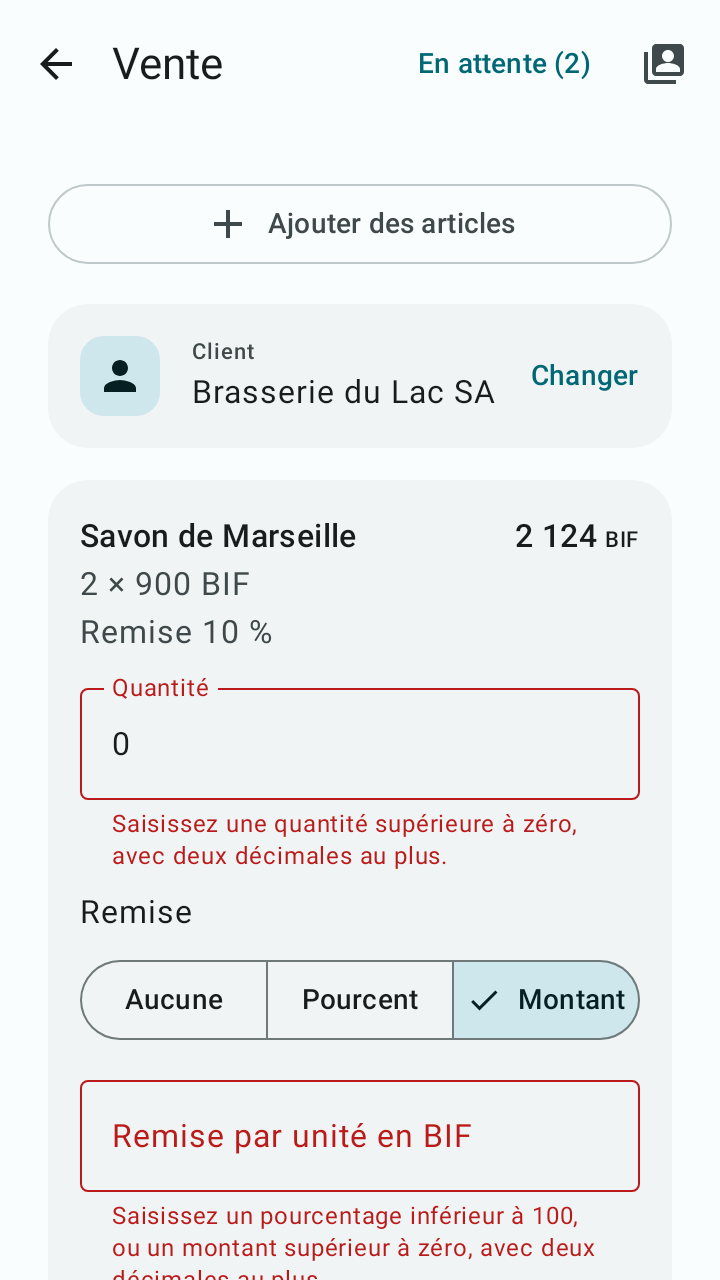 Vente
En attente (2)
Ajouter des articles
Client
Brasserie du Lac SA
Changer
Savon de Marseille
2 124 BIF
2 × 900 BIF
Remise 10 %
Quantité
0
Saisissez une quantité supérieure à zéro,
avec deux décimales au plus.
Remise
Aucune
Pourcent
Montant
Remise par unité en BIF
Saisissez un pourcentage inférieur à 100,
ou un montant supérieur à zéro, avec deux
décimales au plus.